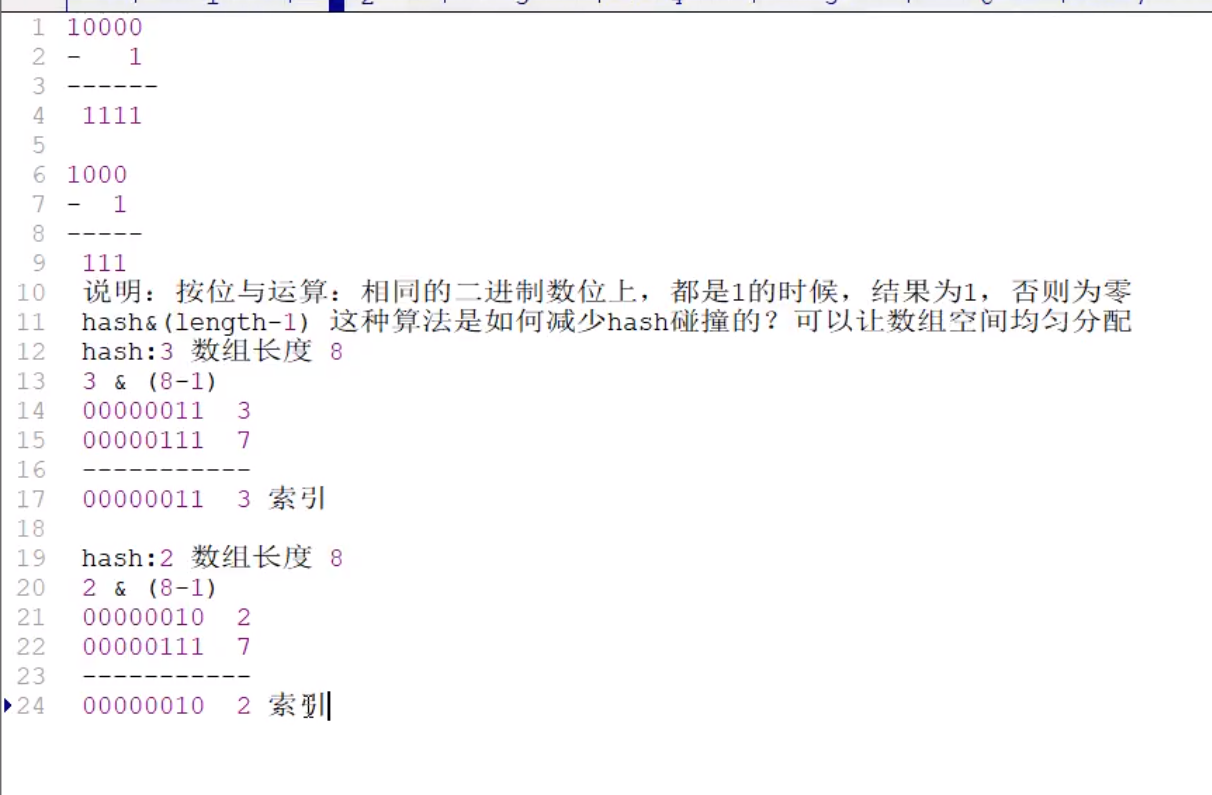 1 10000
2 -   1
3 ------
4  1111
5
6 1000
7 -  1
8 -----
9  111
10  说明：按位与运算：相同的二进制数位上，都是1的时候，结果为1，否则为零
11  hash&(length-1) 这种算法是如何减少hash碰撞的？可以让数组空间均匀分配
12  hash:3 数组长度 8
13  3 & (8-1)
14  00000011  3
15  00000111  7
16  -----------
17  00000011  3 索引
18
19  hash:2 数组长度 8
20  2 & (8-1)
21  00000010  2
22  00000111  7
23  -----------
24  00000010  2 索引